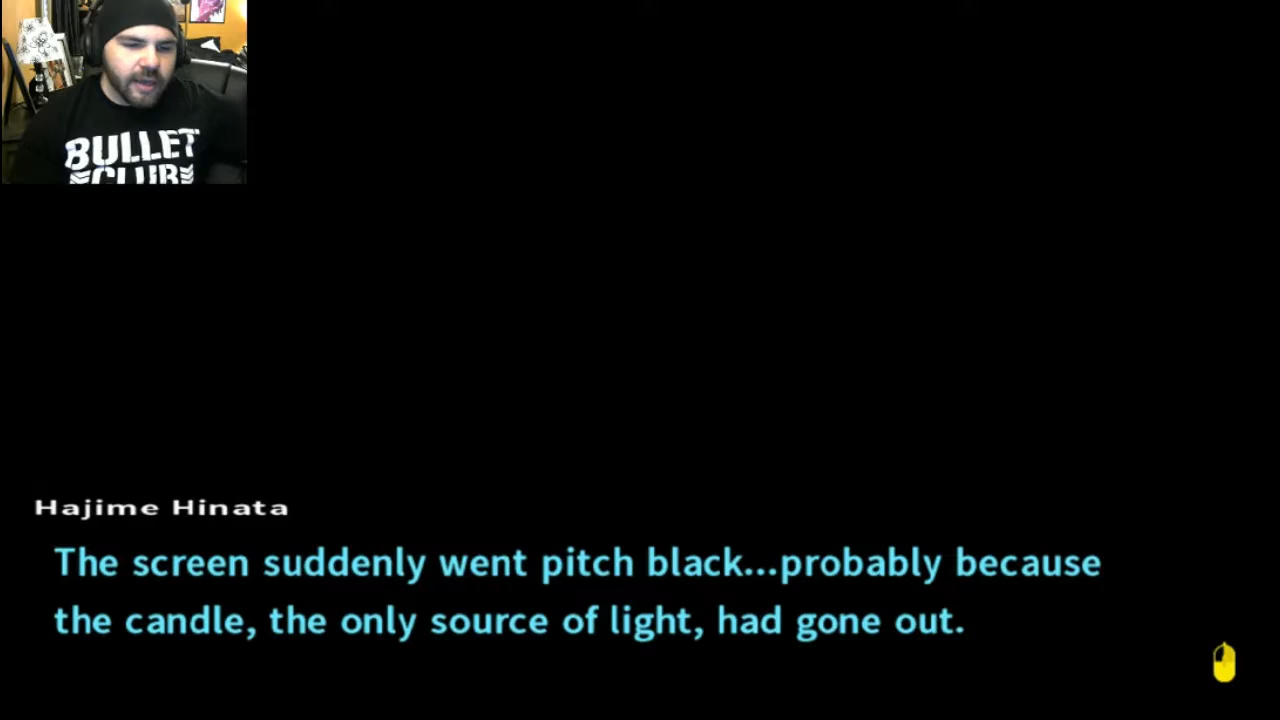 BULLET
CLUB
Hajime Hinata
The screen suddenly went pitch black...probably because
the candle, the only source of light, had gone out.